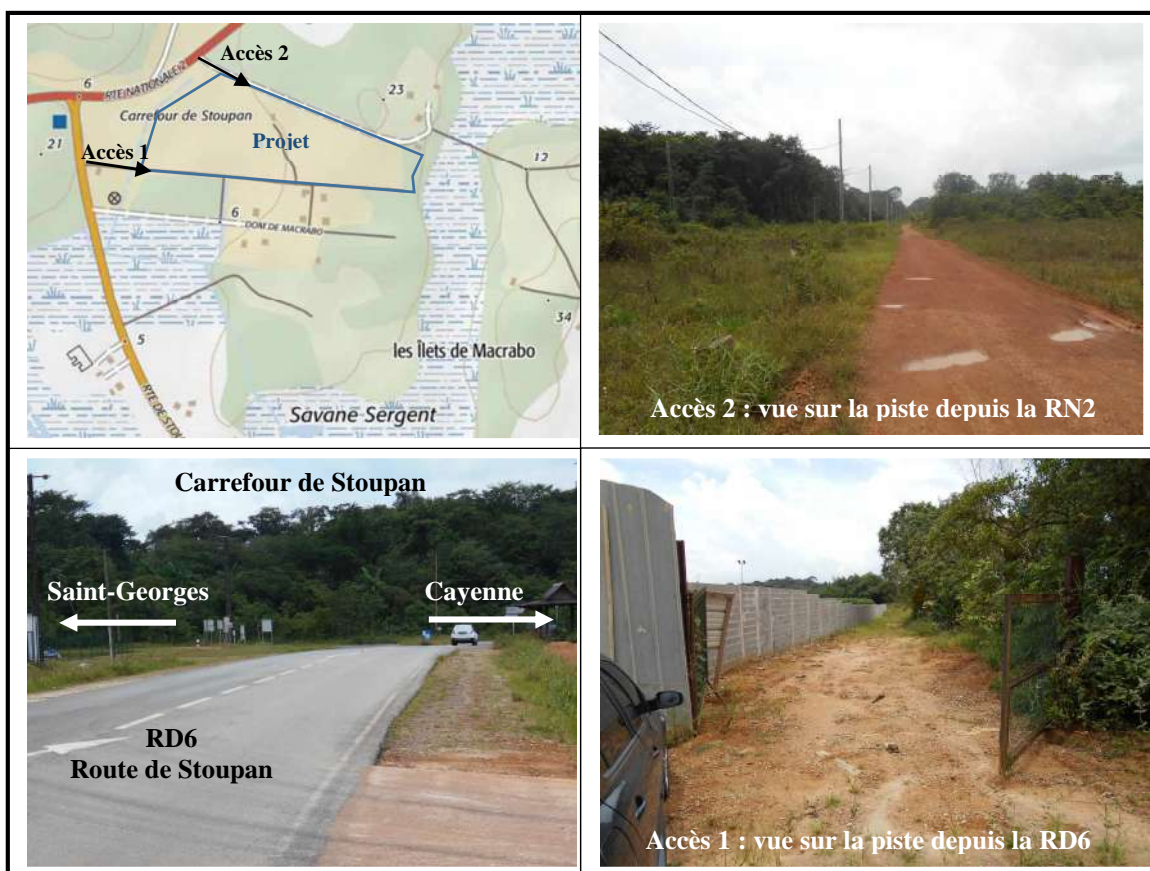 Accès 2
6
RTE NATIONALE 2
23
Carrefour de Stoupan
21
Projet
Accès 1
12
6
DOM DE MACRABO
34
5
les Îlets de Macrabo
Savane Sergent
Accès 2 : vue sur la piste depuis la RN2
Carrefour de Stoupan
Saint-Georges
Cayenne
RD6
Route de Stoupan
Accès 1 : vue sur la piste depuis la RD6